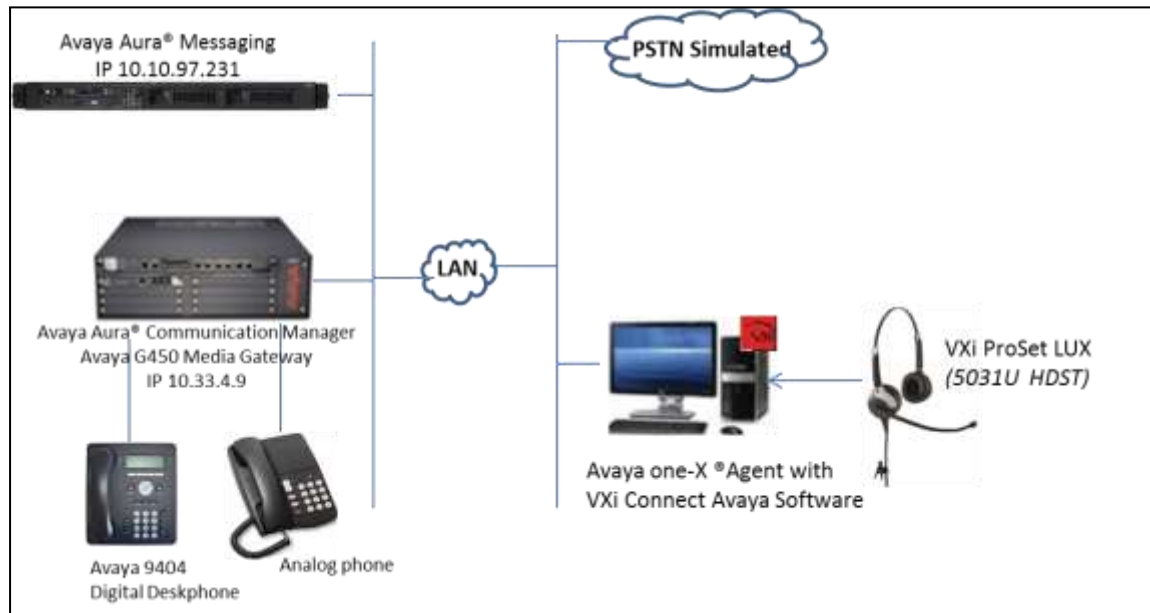 Avaya Aura® Messaging
IP 10.10.97.231
PSTN Simulated
LAN
Avaya Aura® Communication Manager
Avaya G450 Media Gateway
IP 10.33.4.9
VXi ProSet LUX
(5031U HDST)
Avaya one-X ®Agent with
VXi Connect Avaya Software
Avaya 9404
Digital Deskphone
Analog phone